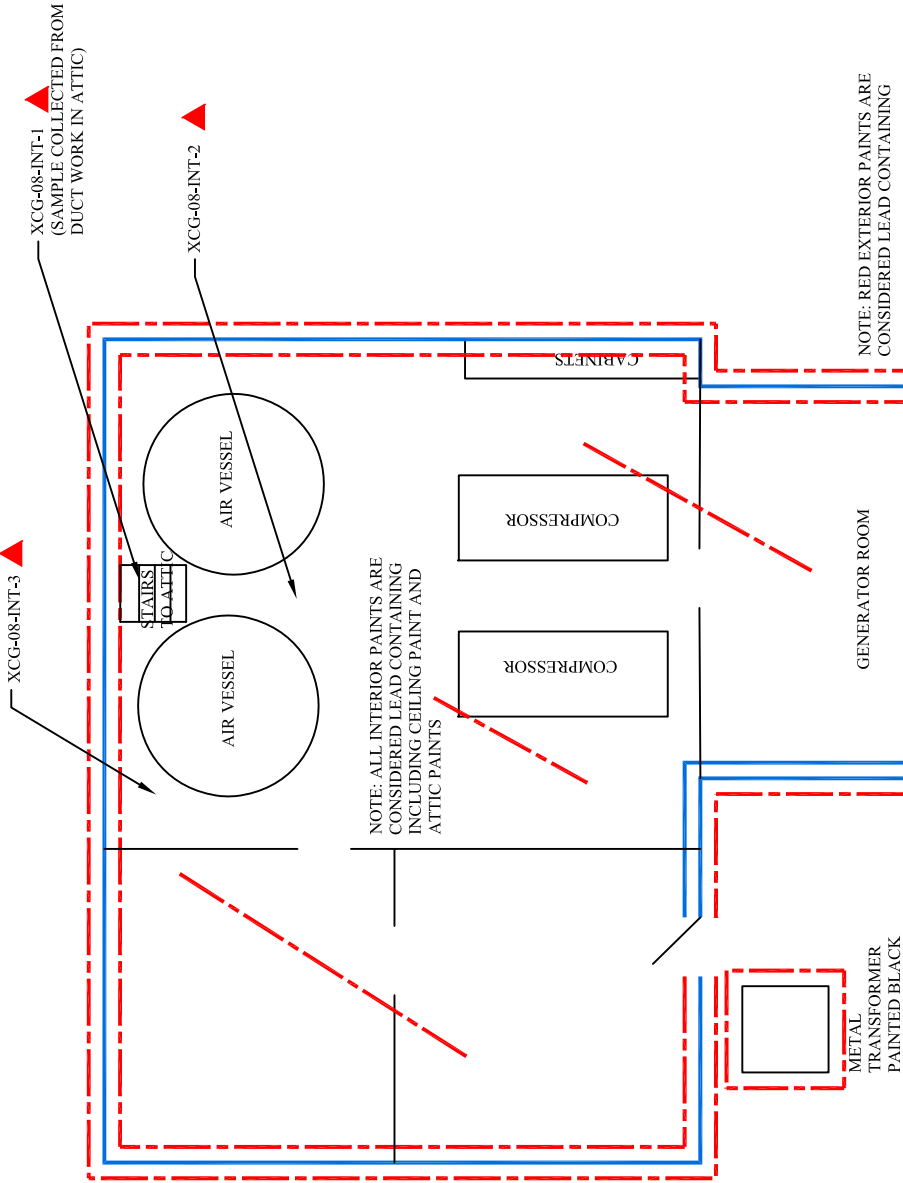 XCG-08-INT-1
(SAMPLE COLLECTED FROM
DUCT WORK IN ATTIC)
XCG-08-INT-2
XCG-08-INT-3
STAIRS
TO ATTIC
AIR VESSEL
AIR VESSEL
CABINETS
COMPRESSOR
COMPRESSOR
NOTE: ALL INTERIOR PAINTS ARE
CONSIDERED LEAD CONTAINING
INCLUDING CEILING PAINT AND
ATTIC PAINTS
NOTE: RED EXTERIOR PAINTS ARE
CONSIDERED LEAD CONTAINING
GENERATOR ROOM
METAL
TRANSFORMER
PAINTED BLACK